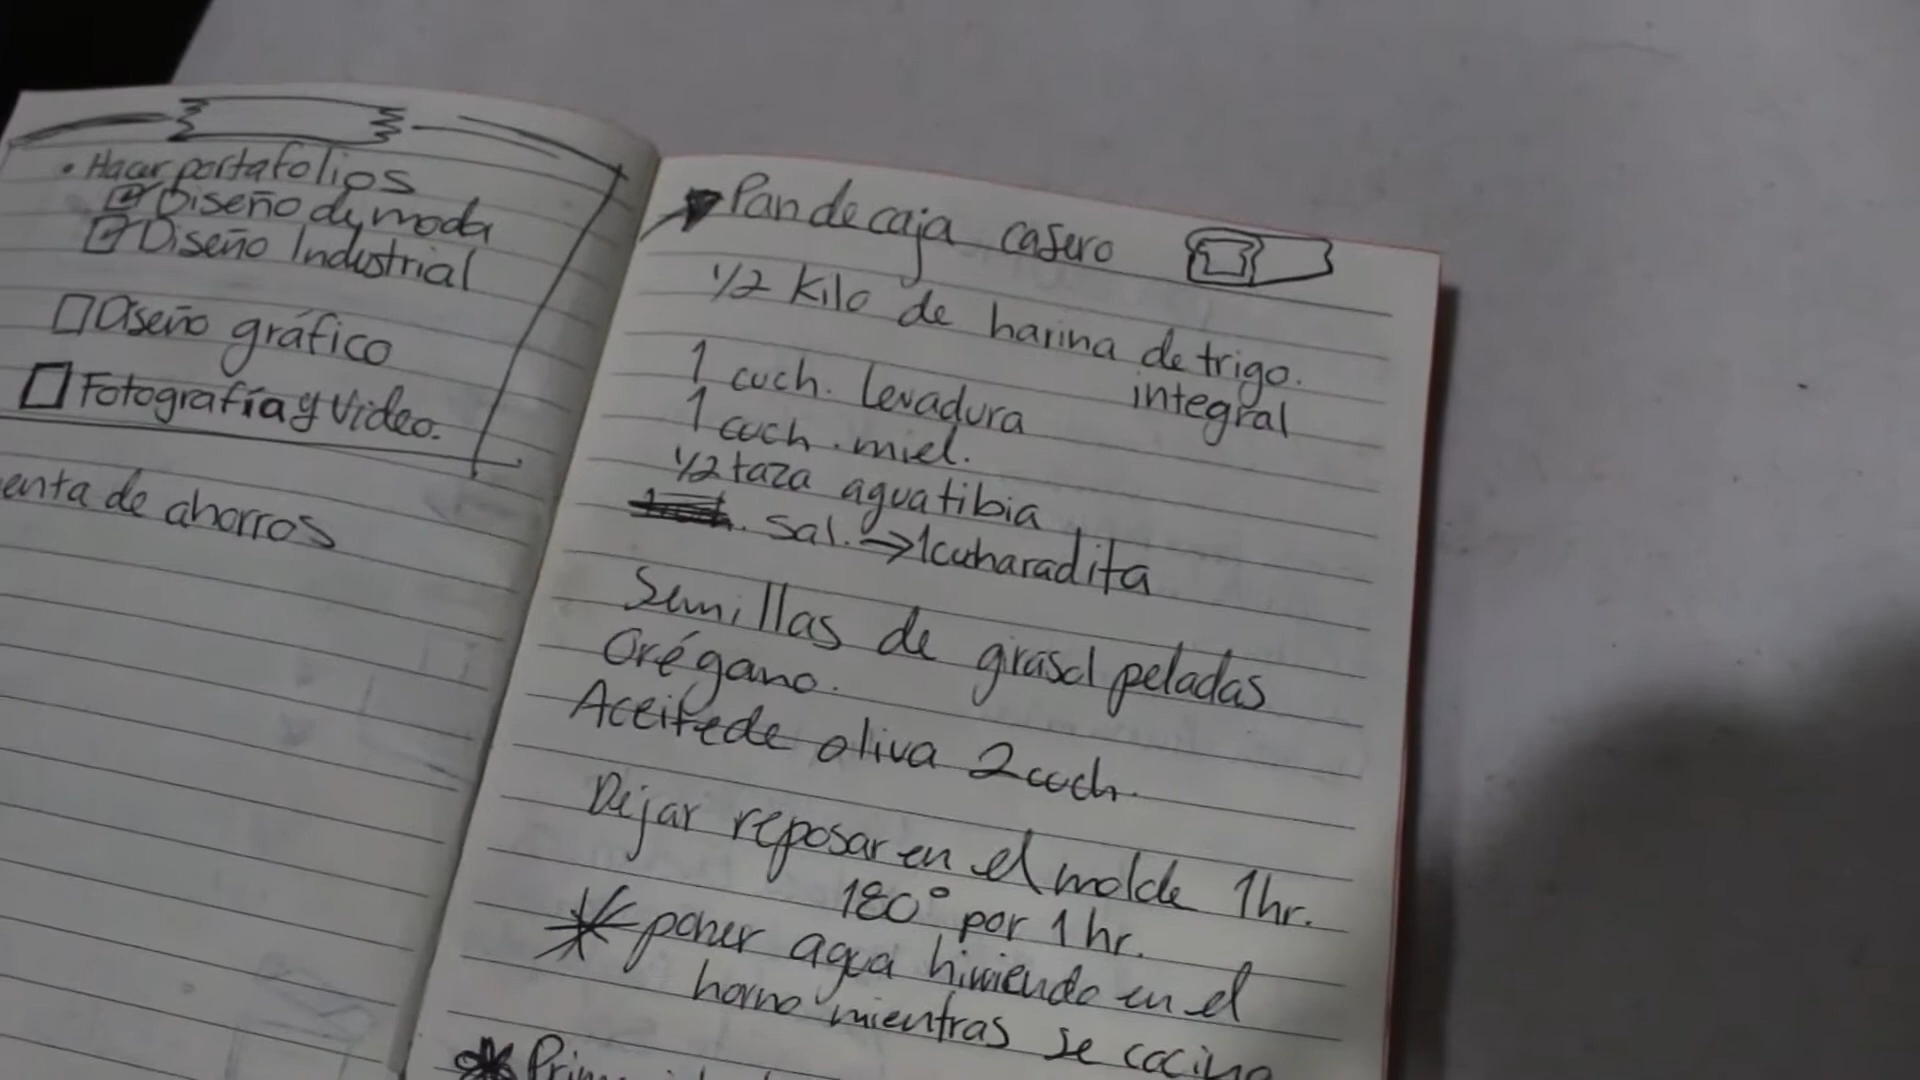 • Hacer portafolios
Diseño de moda
Diseño Industrial
Diseño gráfico
Fotografía y Video.
enta de ahorros
Pan de caja casero
1/2 Kilo de harina de trigo.
integral
1 cuch. levadura
1 cuch. miel.
1/2 taza agua tibia
sal. → 1 cuharadita
Semillas de girasol peladas
Orégano.
Aceite de oliva 2 cuch.
Dejar reposar en el molde 1 hr.
180° por 1 hr.
* poner agua hirviendo en el
horno mientras se cocina
*